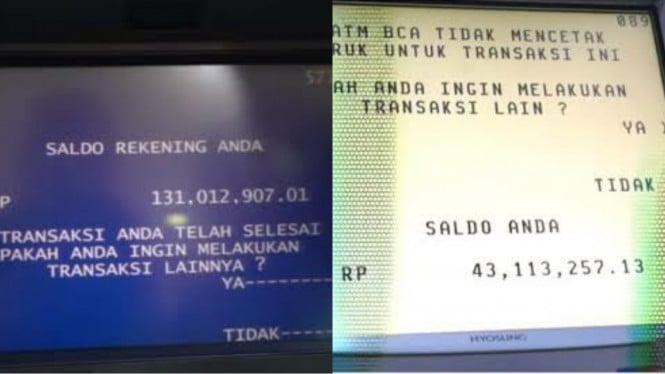 57
SALDO REKENING ANDA
P 131,012,907.01
TRANSAKSI ANDA TELAH SELESAI
PAKAH ANDA INGIN MELAKUKAN
TRANSAKSI LAINNYA ?
YA--------
TIDAK-----
089
ATM BCA TIDAK MENCETAK
RUK UNTUK TRANSAKSI INI
AH ANDA INGIN MELAKUKAN
TRANSAKSI LAIN ?
YA >
TIDAK
SALDO ANDA
RP 43,113,257.13
HYOSUNG